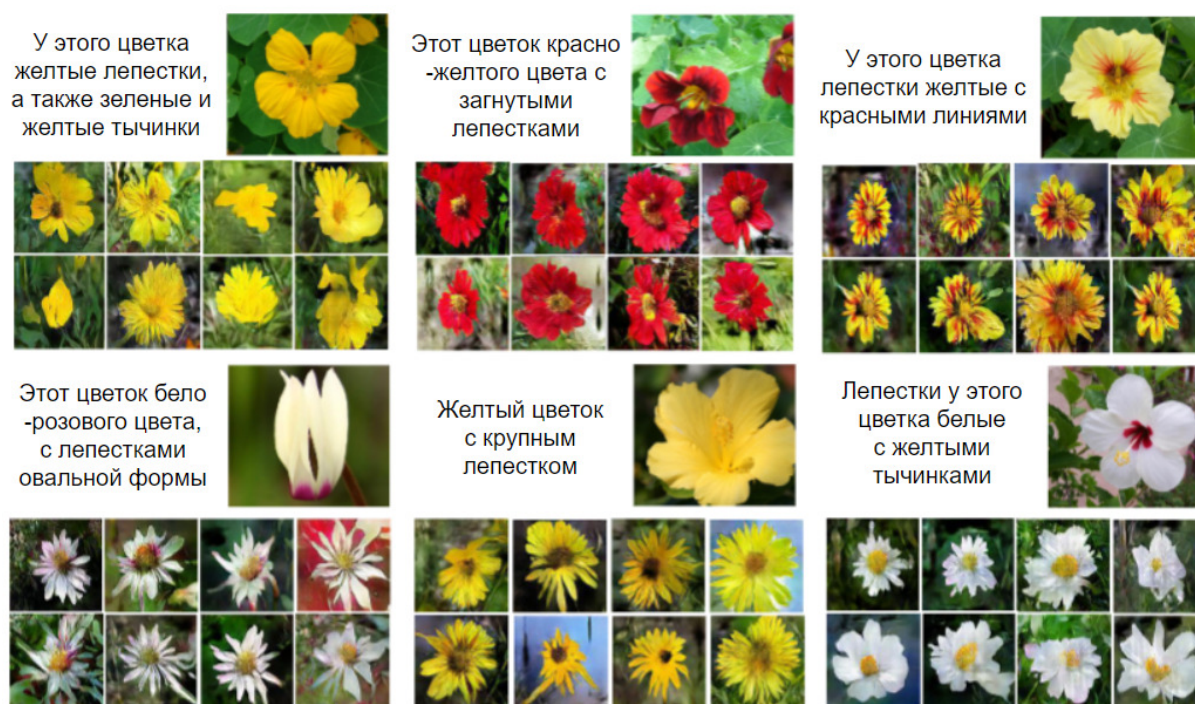 У этого цветка
желтые лепестки,
а также зеленые и
желтые тычинки
Этот цветок красно
-желтого цвета с
загнутыми
лепестками
У этого цветка
лепестки желтые с
красными линиями
Этот цветок бело
-розового цвета,
с лепестками
овальной формы
Желтый цветок
с крупным
лепестком
Лепестки у этого
цветка белые
с желтыми
тычинками